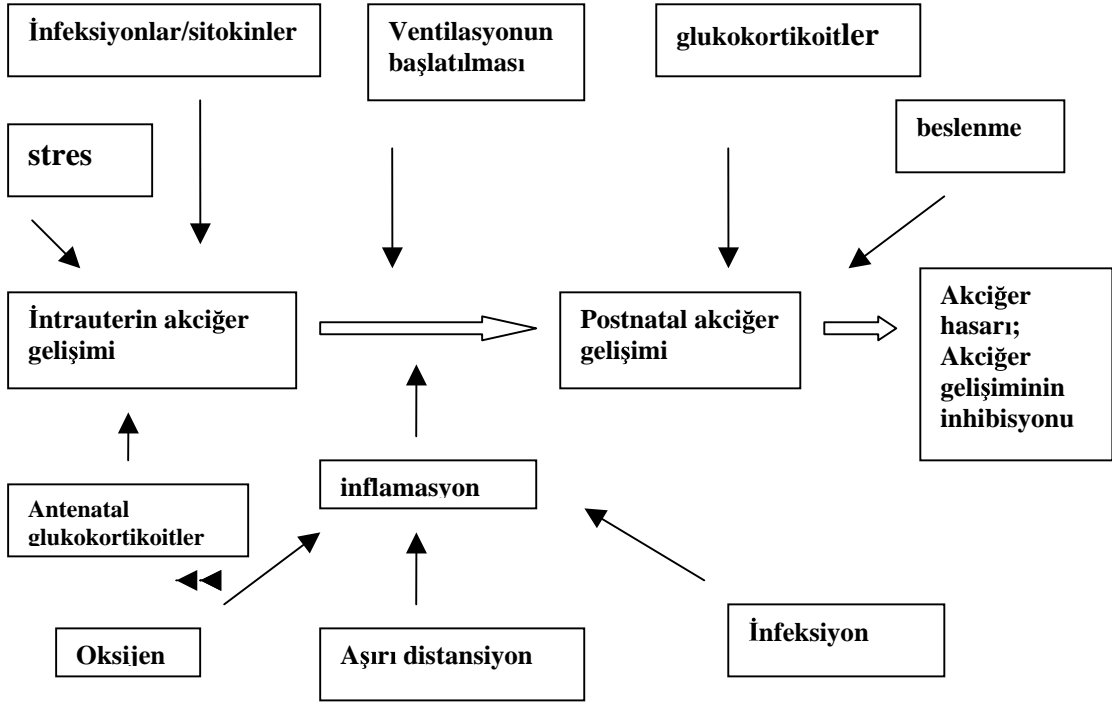 İnfeksiyonlar/sitokinler
Ventilasyonun
başlatılması
glukokortikoitler
beslenme
stres
İntrauterin akciğer
gelişimi
Postnatal akciğer
gelişimi
Akciğer
hasarı;
Akciğer
gelişiminin
inhibisyonu
inflamasyon
Antenatal
glukokortikoitler
Oksijen
Aşırı distansiyon
İnfeksiyon